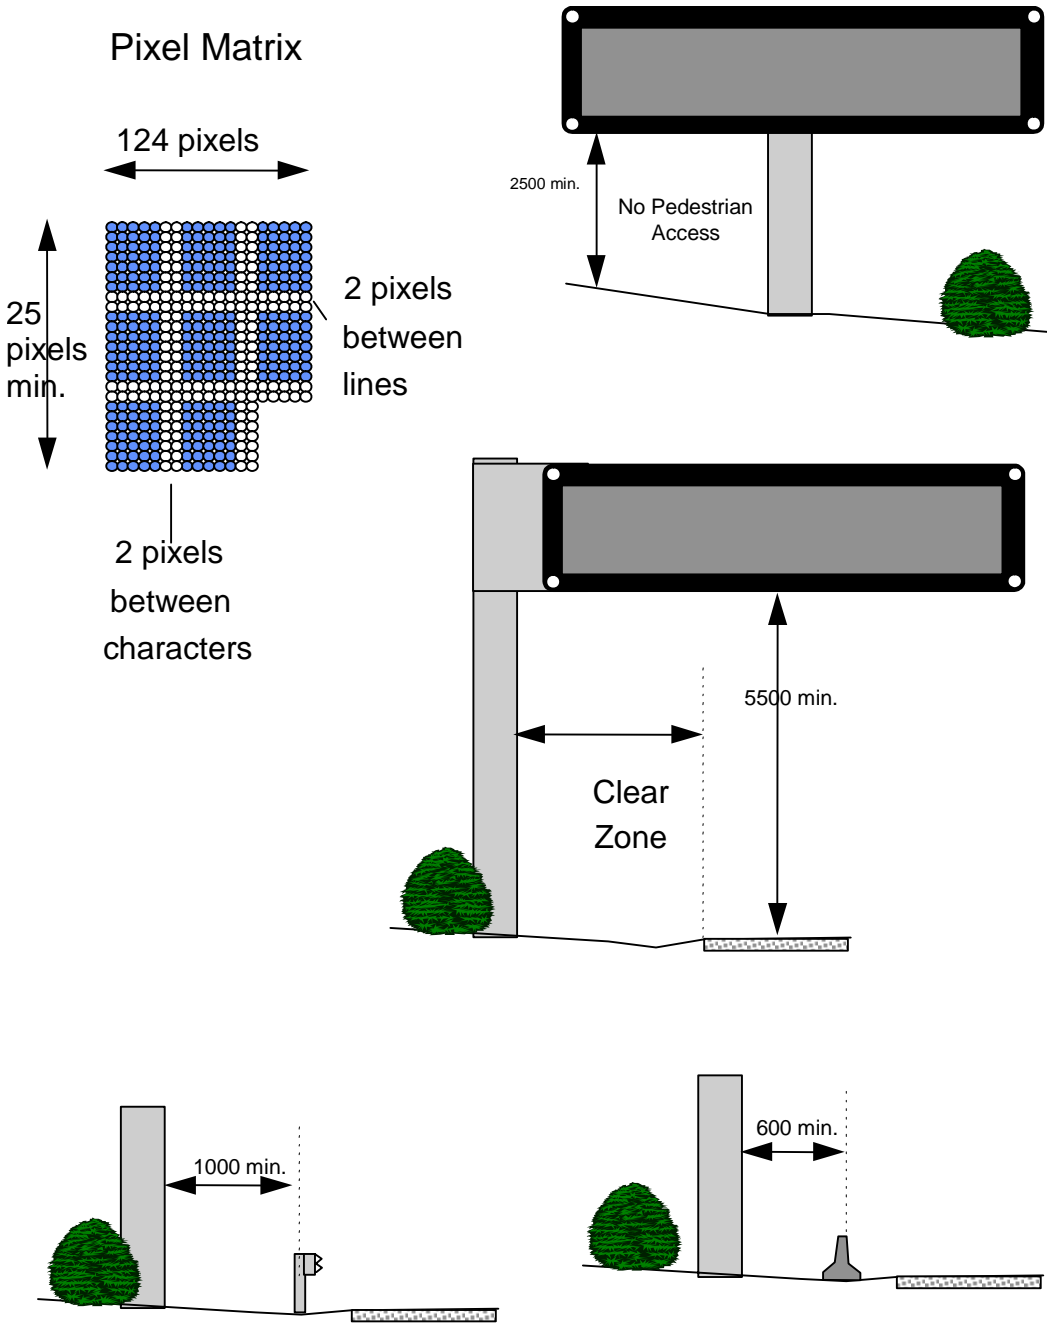 Pixel Matrix
124 pixels
25
pixels
min.
2 pixels
between
lines
2 pixels
between
characters
2500 min.
No Pedestrian
Access
5500 min.
Clear
Zone
1000 min.
600 min.